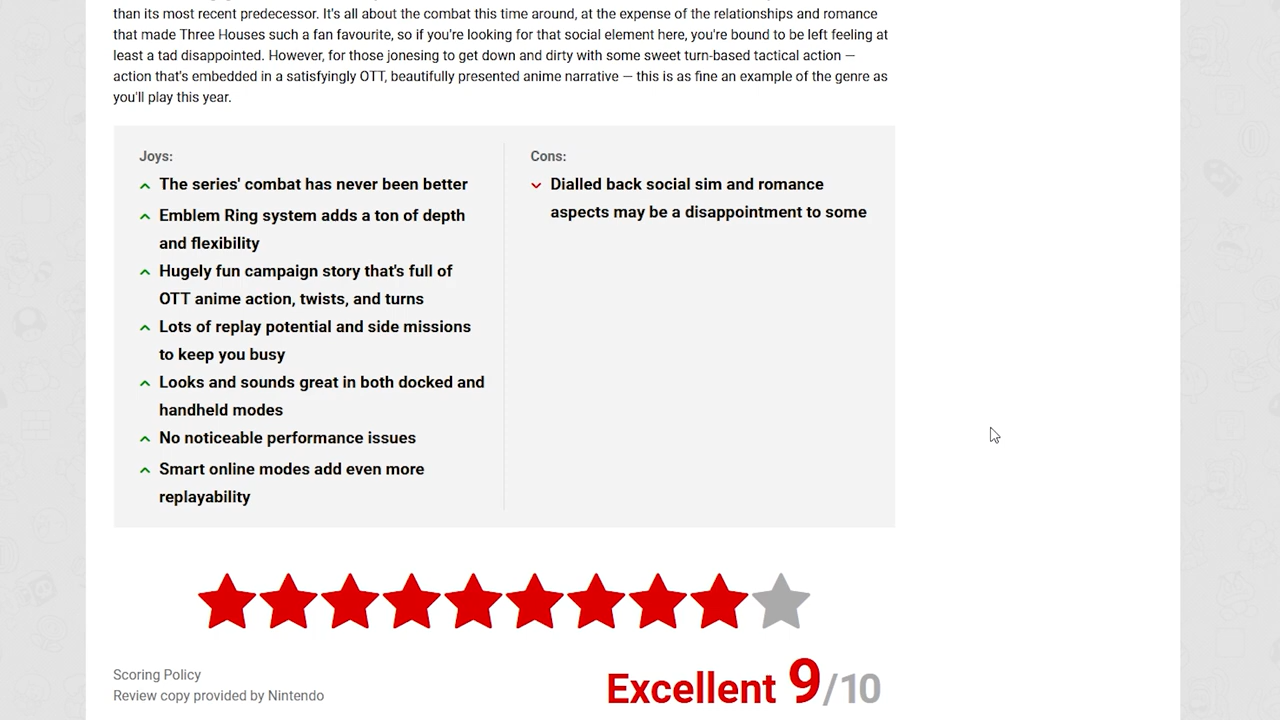 than its most recent predecessor. It's all about the combat this time around, at the expense of the relationships and romance
that made Three Houses such a fan favourite, so if you're looking for that social element here, you're bound to be left feeling at
least a tad disappointed. However, for those jonesing to get down and dirty with some sweet turn-based tactical action —
action that's embedded in a satisfyingly OTT, beautifully presented anime narrative — this is as fine an example of the genre as
you'll play this year.
Joys:
The series' combat has never been better
Emblem Ring system adds a ton of depth
and flexibility
Hugely fun campaign story that's full of
OTT anime action, twists, and turns
Lots of replay potential and side missions
to keep you busy
Looks and sounds great in both docked and
handheld modes
No noticeable performance issues
Smart online modes add even more
replayability
Cons:
Dialled back social sim and romance
aspects may be a disappointment to some
Scoring Policy
Review copy provided by Nintendo
Excellent 9/10